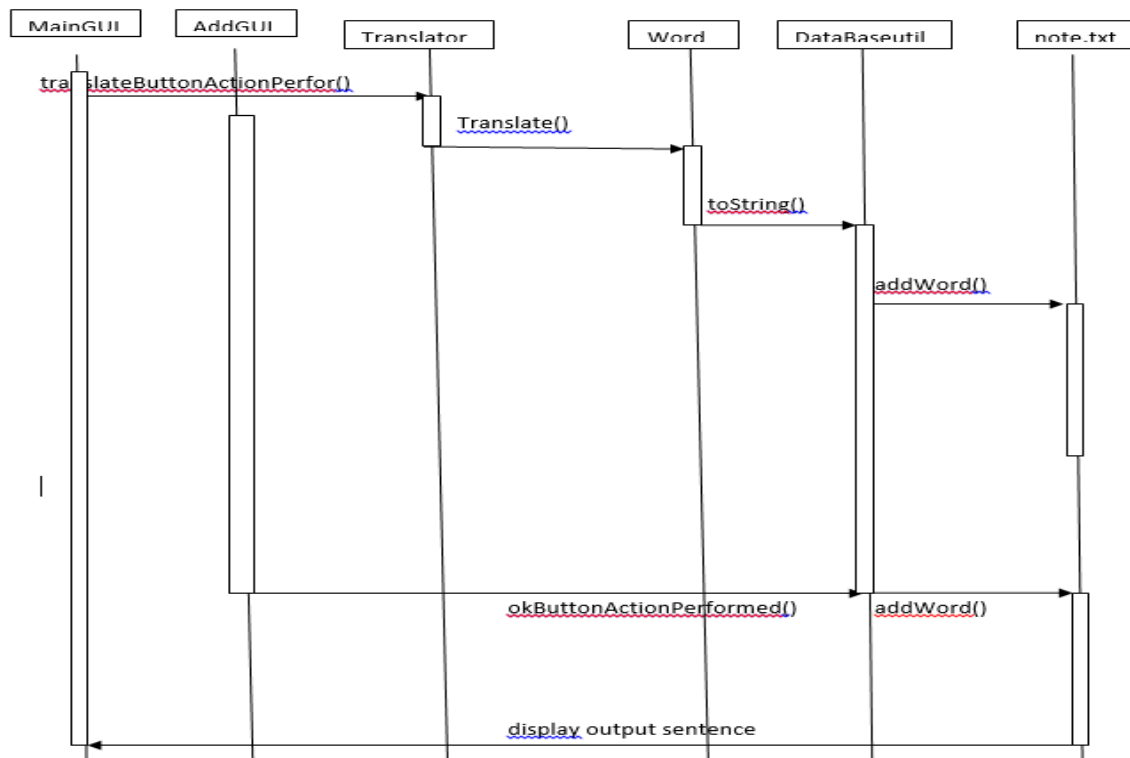 MainGUI
AddGUI
Translator
Word
DataBaseutil
note.txt
translateButtonActionPerfor()
Translate()
toString()
addWord()
okButtonActionPerformed()
addWord()
display output sentence